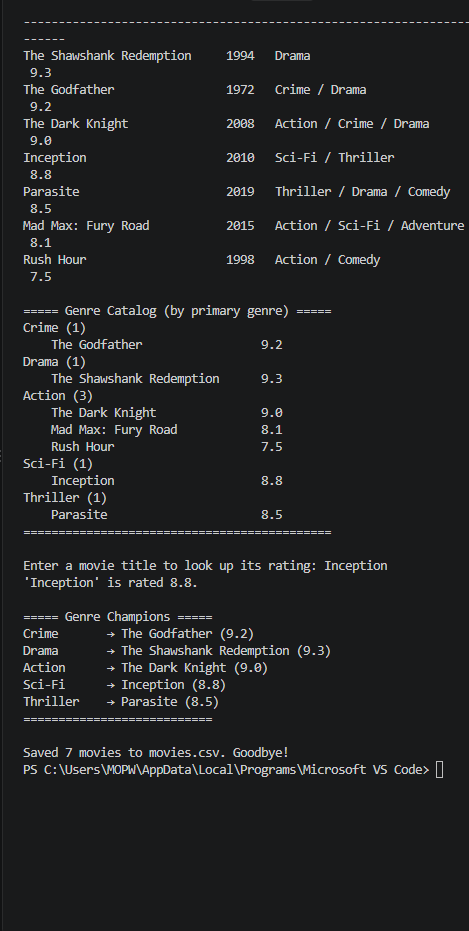 ----------------------------------------------------------------
------
The Shawshank Redemption     1994   Drama
 9.3
The Godfather                1972   Crime / Drama
 9.2
The Dark Knight              2008   Action / Crime / Drama
 9.0
Inception                    2010   Sci-Fi / Thriller
 8.8
Parasite                     2019   Thriller / Drama / Comedy
 8.5
Mad Max: Fury Road           2015   Action / Sci-Fi / Adventure
 8.1
Rush Hour                    1998   Action / Comedy
 7.5

===== Genre Catalog (by primary genre) =====
Crime (1)
    The Godfather                 9.2
Drama (1)
    The Shawshank Redemption      9.3
Action (3)
    The Dark Knight               9.0
    Mad Max: Fury Road            8.1
    Rush Hour                     7.5
Sci-Fi (1)
    Inception                     8.8
Thriller (1)
    Parasite                      8.5
============================================

Enter a movie title to look up its rating: Inception
'Inception' is rated 8.8.

===== Genre Champions =====
Crime       → The Godfather (9.2)
Drama       → The Shawshank Redemption (9.3)
Action      → The Dark Knight (9.0)
Sci-Fi      → Inception (8.8)
Thriller    → Parasite (8.5)
===========================

Saved 7 movies to movies.csv. Goodbye!
PS C:\Users\MOPW\AppData\Local\Programs\Microsoft VS Code>